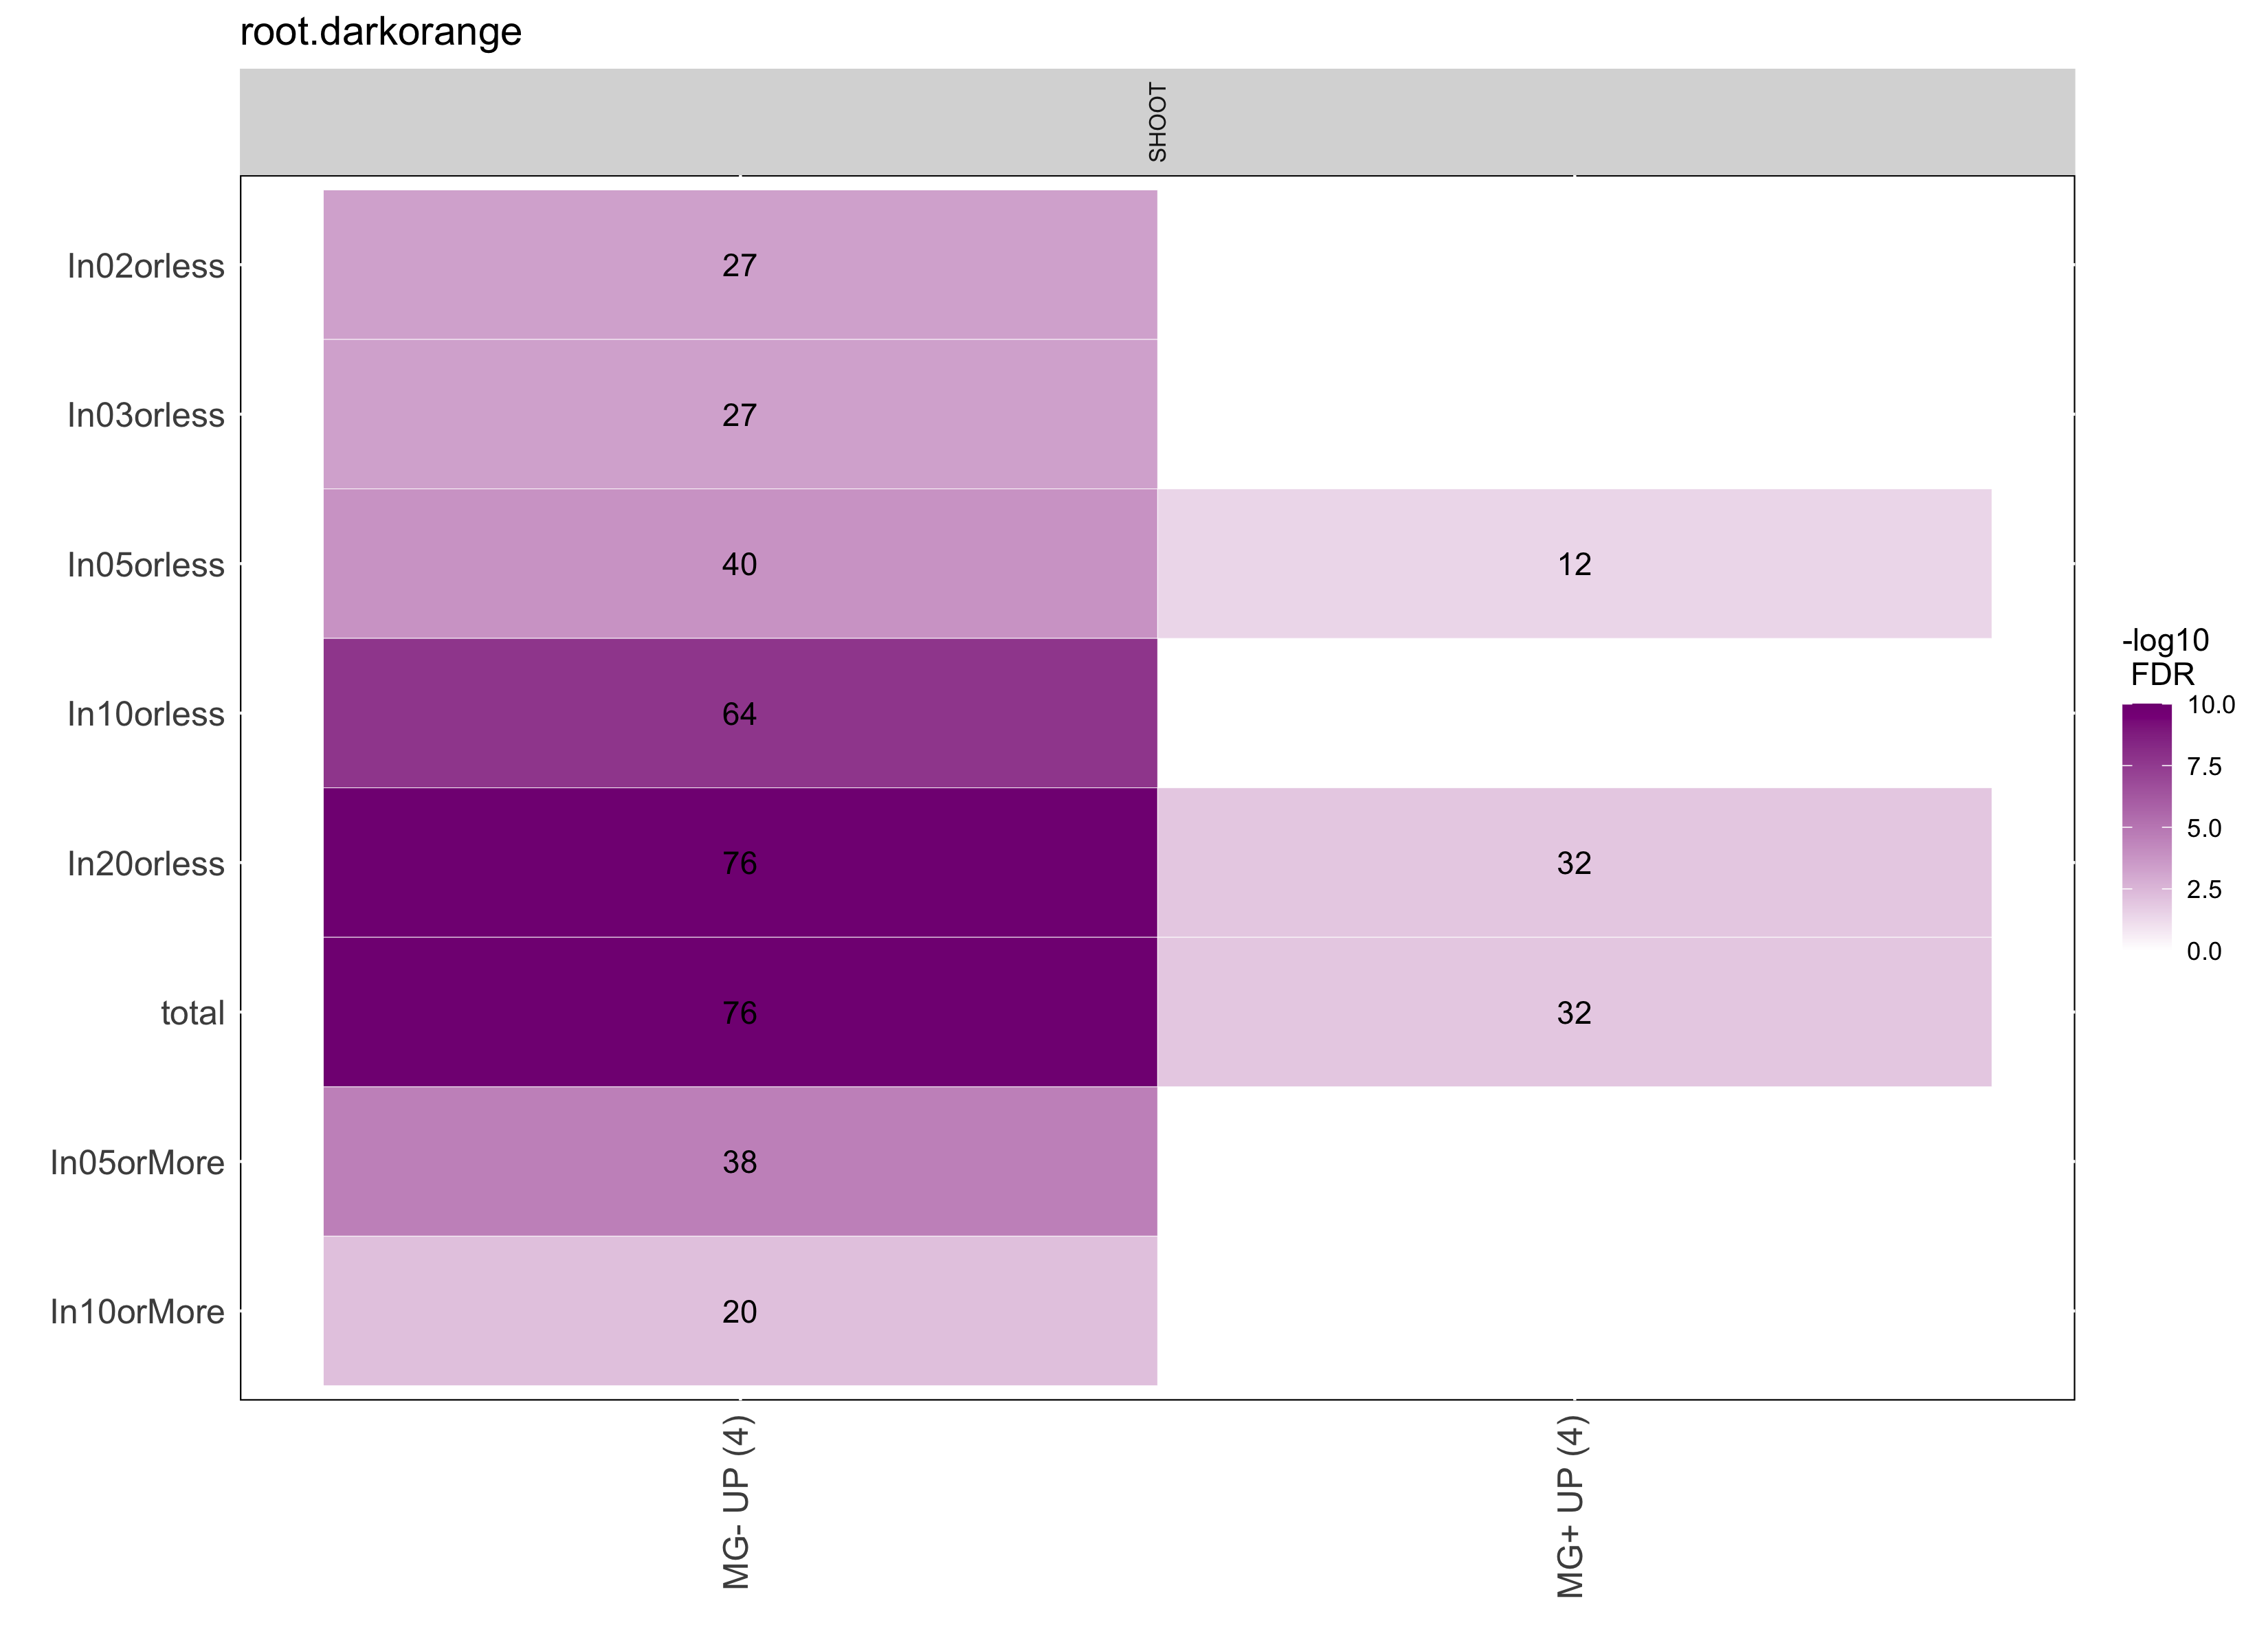 root.darkorange
SHOOT
In02orless 27
In03orless 27
In05orless 40 12
In10orless 64
In20orless 76 32
total 76 32
In05orMore 38
In10orMore 20
MG- UP (4) MG+ UP (4)
-log10
FDR
10.0
7.5
5.0
2.5
0.0